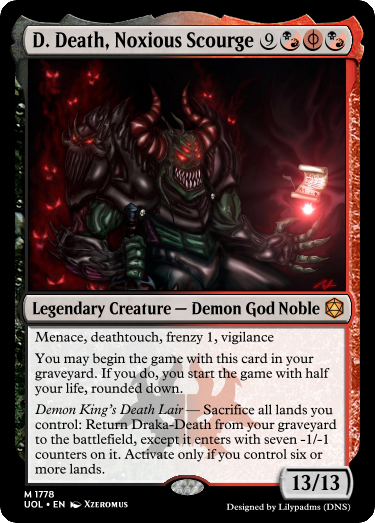 D. Death, Noxious Scourge 9
Legendary Creature — Demon God Noble
Menace, deathtouch, frenzy 1, vigilance
You may begin the game with this card in your
graveyard. If you do, you start the game with half
your life, rounded down.
Demon King's Death Lair — Sacrifice all lands you
control: Return Draka-Death from your graveyard
to the battlefield, except it enters with seven -1/-1
counters on it. Activate only if you control six or
more lands.
13/13
M 1778
UOL • EN Xzeromus
Designed by Lilypadms (DNS)